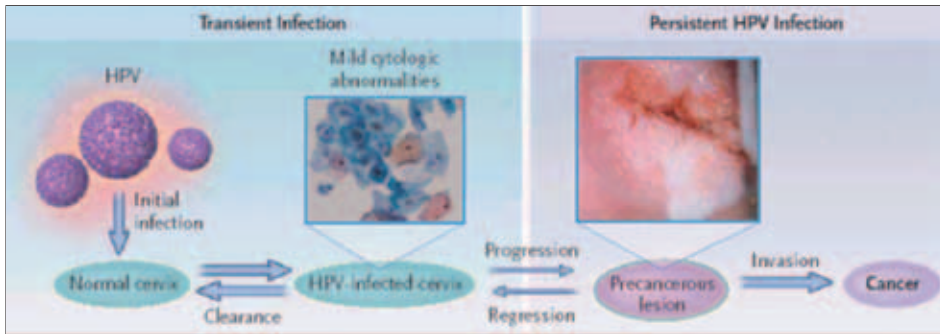 Transient Infection
Persistent HPV Infection
HPV
Mild cytologic
abnormalities
Initial
infection
Normal cervix
Clearance
HPV-infected cervix
Progression
Regression
Precancerous
lesion
Invasion
Cancer